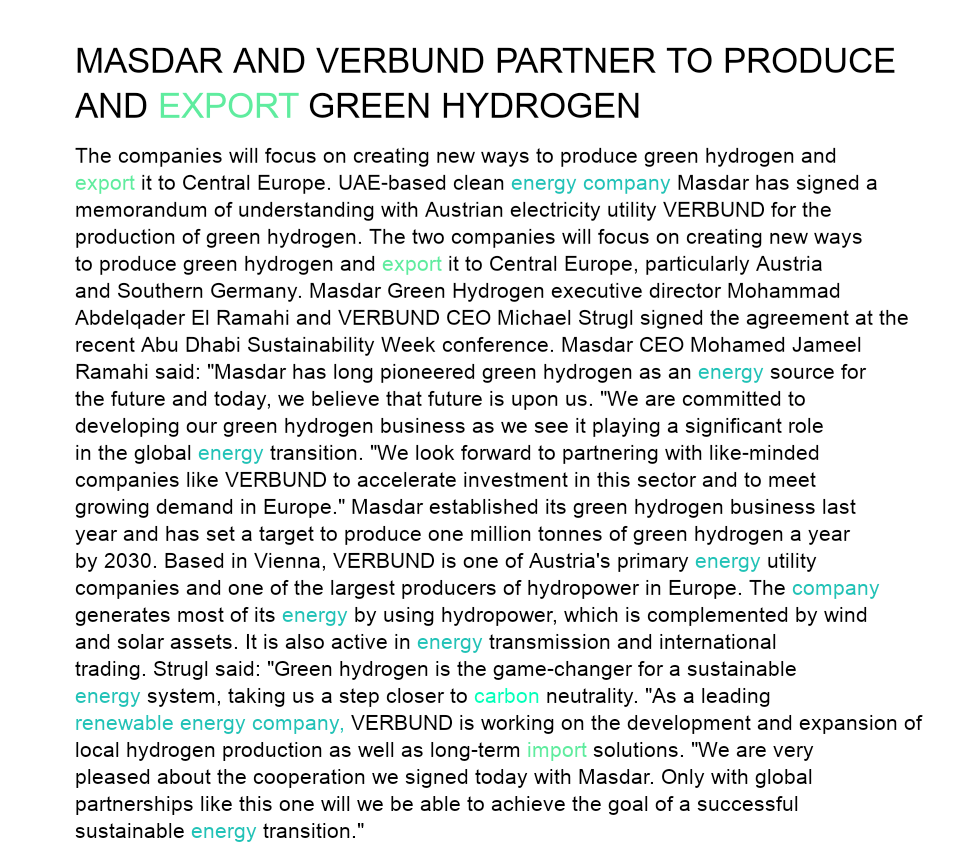 MASDAR AND VERBUND PARTNER TO PRODUCE
AND EXPORT GREEN HYDROGEN
The companies will focus on creating new ways to produce green hydrogen and
export it to Central Europe. UAE-based clean energy company Masdar has signed a
memorandum of understanding with Austrian electricity utility VERBUND for the
production of green hydrogen. The two companies will focus on creating new ways
to produce green hydrogen and export it to Central Europe, particularly Austria
and Southern Germany. Masdar Green Hydrogen executive director Mohammad
Abdelqader El Ramahi and VERBUND CEO Michael Strugl signed the agreement at the
recent Abu Dhabi Sustainability Week conference. Masdar CEO Mohamed Jameel
Ramahi said: "Masdar has long pioneered green hydrogen as an energy source for
the future and today, we believe that future is upon us. "We are committed to
developing our green hydrogen business as we see it playing a significant role
in the global energy transition. "We look forward to partnering with like-minded
companies like VERBUND to accelerate investment in this sector and to meet
growing demand in Europe." Masdar established its green hydrogen business last
year and has set a target to produce one million tonnes of green hydrogen a year
by 2030. Based in Vienna, VERBUND is one of Austria's primary energy utility
companies and one of the largest producers of hydropower in Europe. The company
generates most of its energy by using hydropower, which is complemented by wind
and solar assets. It is also active in energy transmission and international
trading. Strugl said: "Green hydrogen is the game-changer for a sustainable
energy system, taking us a step closer to carbon neutrality. "As a leading
renewable energy company, VERBUND is working on the development and expansion of
local hydrogen production as well as long-term import solutions. "We are very
pleased about the cooperation we signed today with Masdar. Only with global
partnerships like this one will we be able to achieve the goal of a successful
sustainable energy transition."